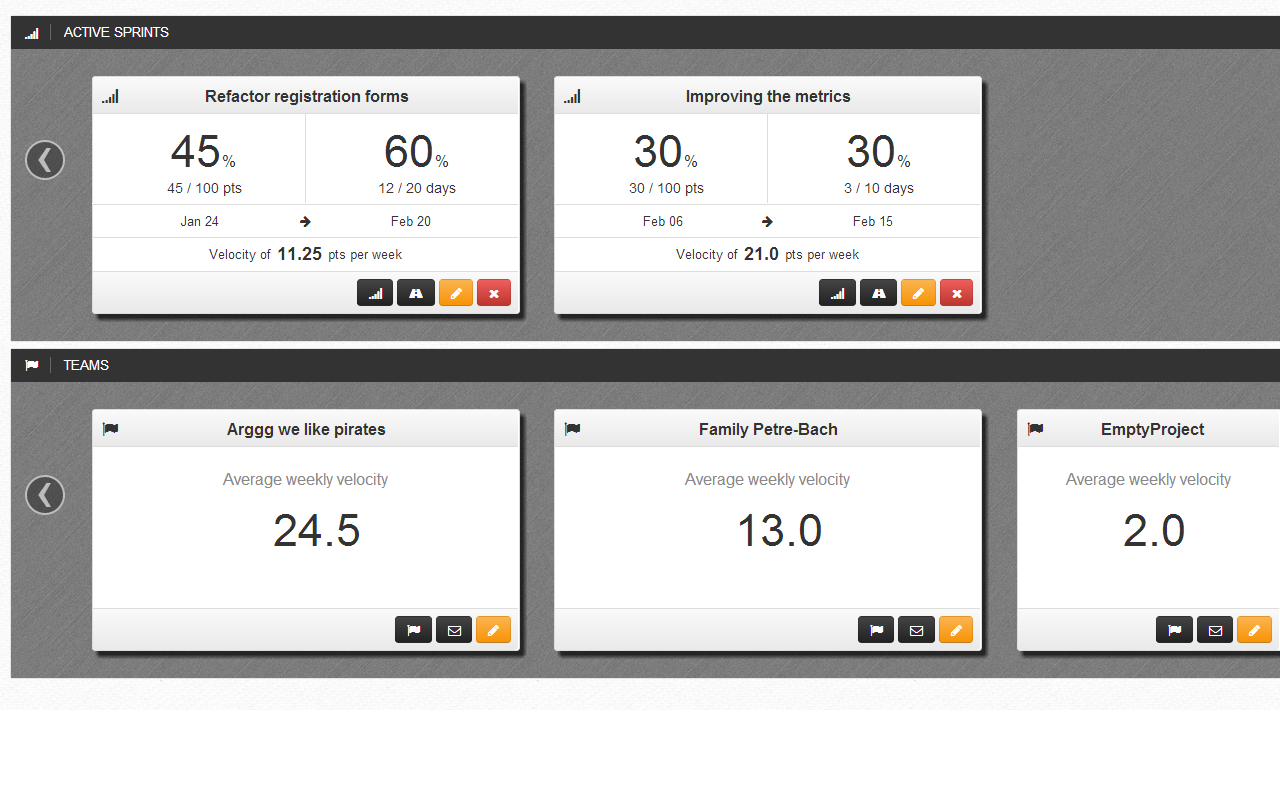 ACTIVE SPRINTS
Refactor registration forms
45 %
60 %
45 / 100 pts
12 / 20 days
Jan 24
Feb 20
Velocity of 11.25 pts per week
Improving the metrics
30 %
30 %
30 / 100 pts
3 / 10 days
Feb 06
Feb 15
Velocity of 21.0 pts per week
TEAMS
Arggg we like pirates
Average weekly velocity
24.5
Family Petre-Bach
Average weekly velocity
13.0
EmptyProject
Average weekly velocity
2.0